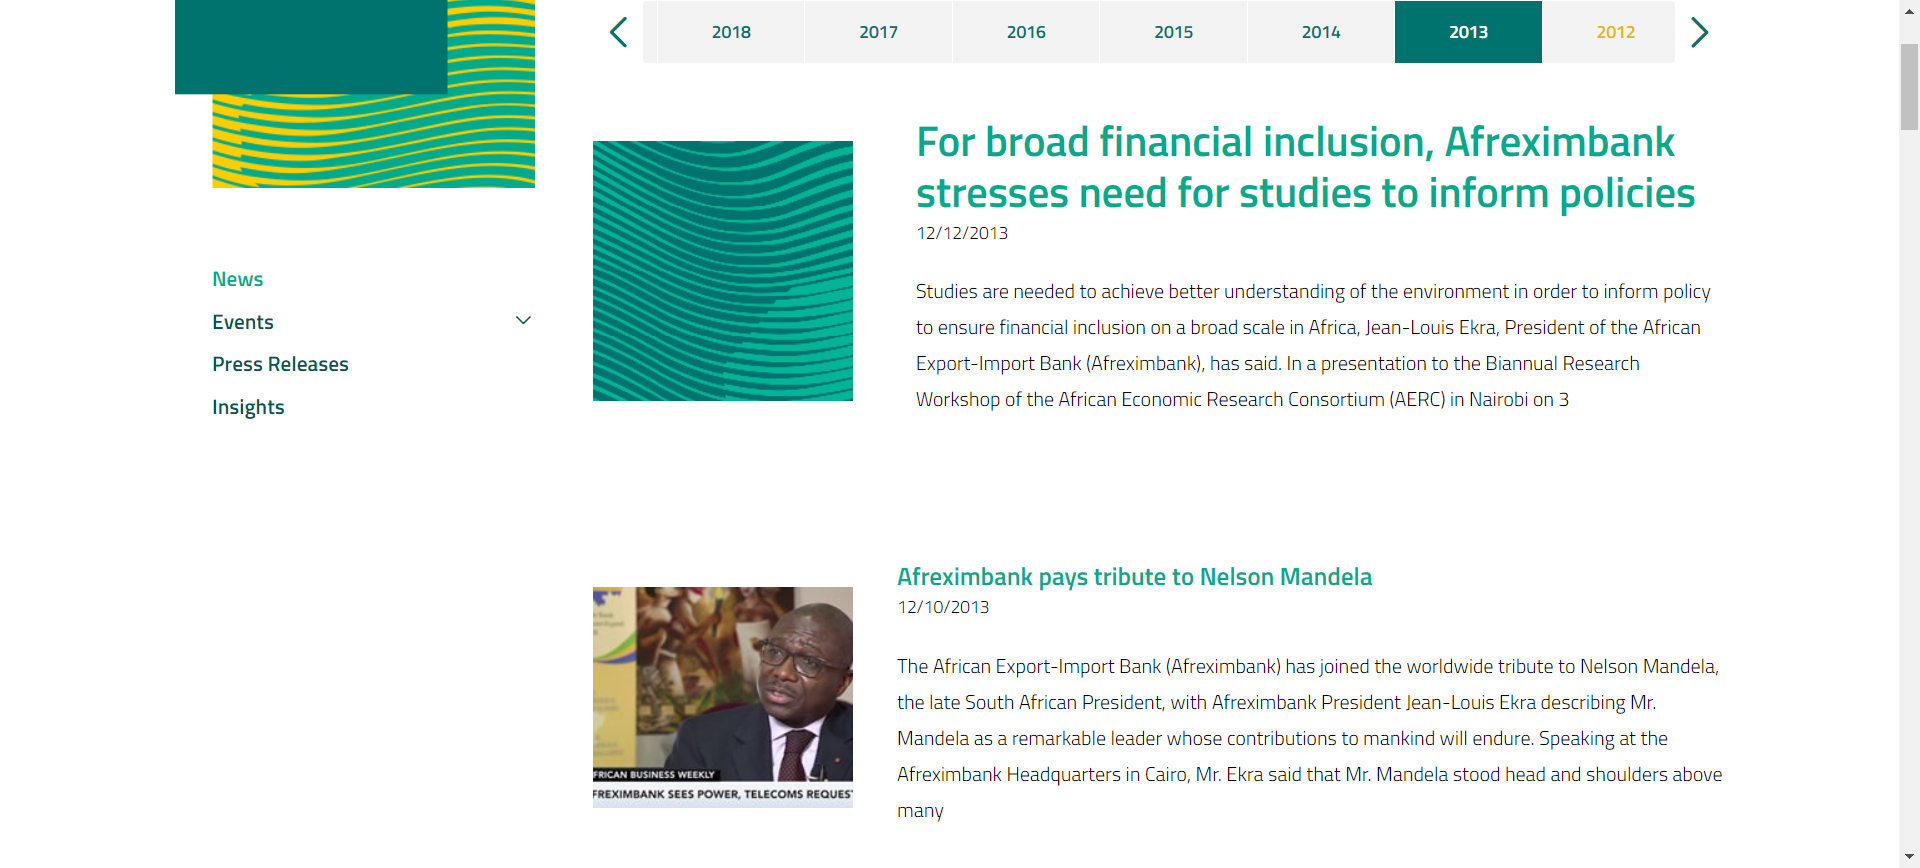 2018 2017 2016 2015 2014 2013 2012
For broad financial inclusion, Afreximbank
stresses need for studies to inform policies
12/12/2013
Studies are needed to achieve better understanding of the environment in order to inform policy
to ensure financial inclusion on a broad scale in Africa, Jean-Louis Ekra, President of the African
Export-Import Bank (Afreximbank), has said. In a presentation to the Biannual Research
Workshop of the African Economic Research Consortium (AERC) in Nairobi on 3
News
Events
Press Releases
Insights
Afreximbank pays tribute to Nelson Mandela
12/10/2013
The African Export-Import Bank (Afreximbank) has joined the worldwide tribute to Nelson Mandela,
the late South African President, with Afreximbank President Jean-Louis Ekra describing Mr.
Mandela as a remarkable leader whose contributions to mankind will endure. Speaking at the
Afreximbank Headquarters in Cairo, Mr. Ekra said that Mr. Mandela stood head and shoulders above
many
FRICAN BUSINESS WEEKLY
FREXIMBANK SEES POWER, TELECOMS REQUES